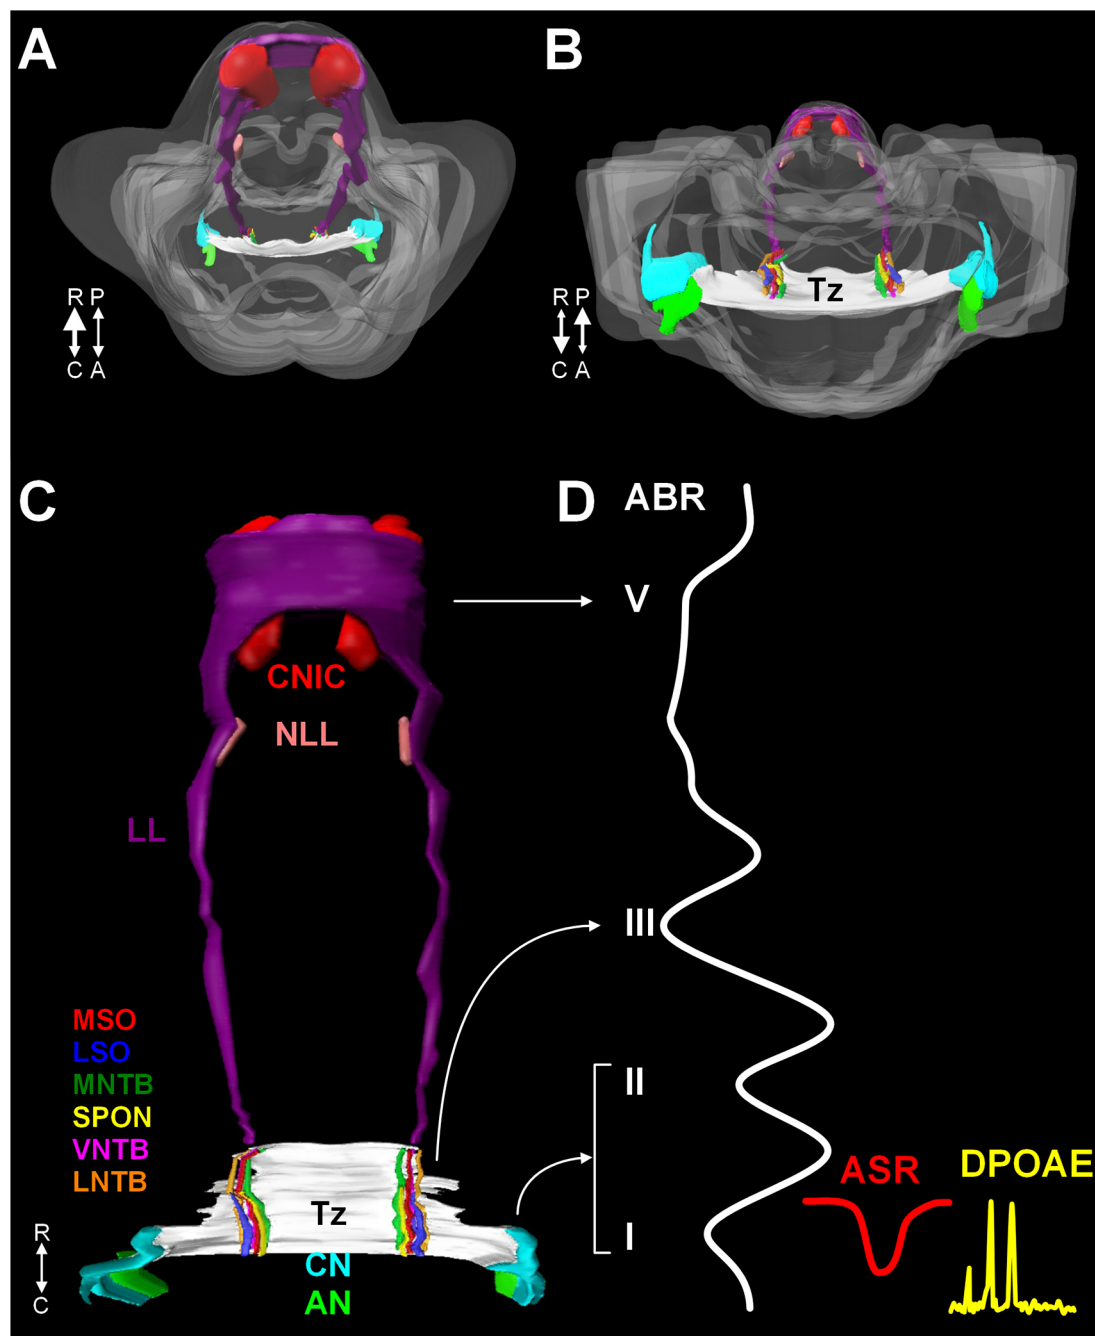 A
B
R P
C A
R P
C A
Tz
C
D
ABR
V
CNIC
NLL
LL
III
MSO
LSO
MNTB
SPON
VNTB
LNTB
II
ASR
DPOAE
Tz
I
R
C
CN
AN